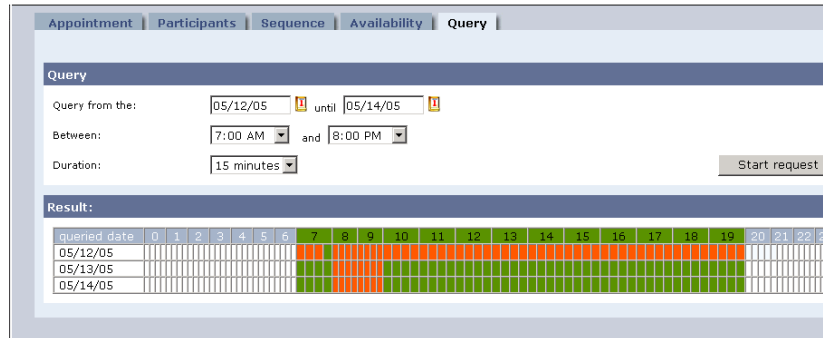 Appointment Participants Sequence Availability Query
Query
Query from the: 05/12/05 until 05/14/05
Between: 7:00 AM and 8:00 PM
Duration: 15 minutes Start request
Result:
queried date 0 1 2 3 4 5 6 7 8 9 10 11 12 13 14 15 16 17 18 19 20 21 22
05/12/05
05/13/05
05/14/05